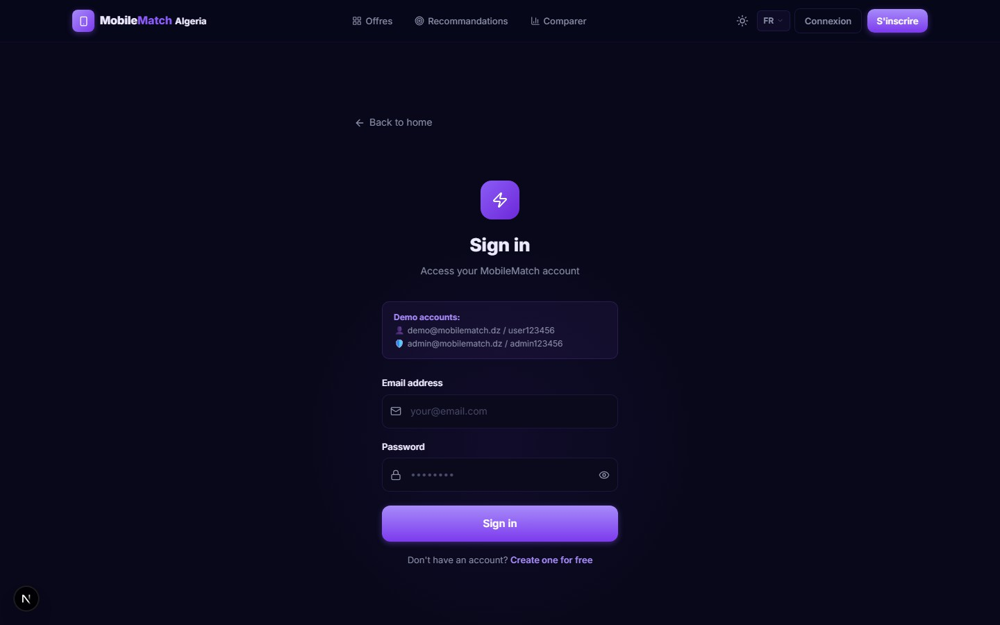 MobileMatch Algeria
Offres
Recommandations
Comparer
FR
Connexion
S'inscrire
Back to home
Sign in
Access your MobileMatch account
Demo accounts:
demo@mobilematch.dz / user123456
admin@mobilematch.dz / admin123456
Email address
your@email.com
Password
••••••••
Sign in
Don't have an account? Create one for free
N